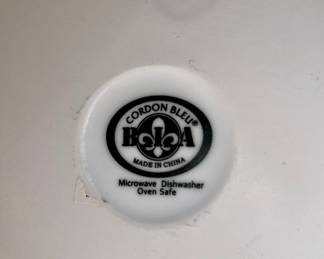 CORDON BLEU®
BIA
MADE IN CHINA
Microwave Dishwasher
Oven Safe